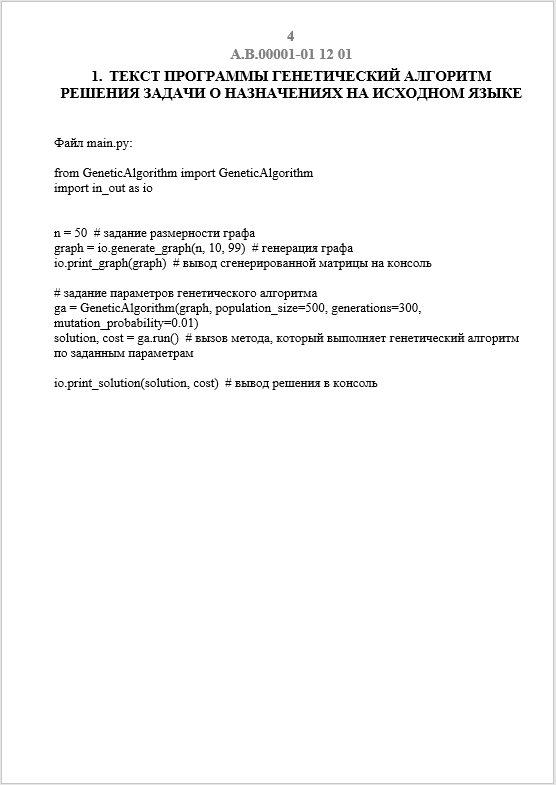 4
А.В.00001-01 12 01
1. ТЕКСТ ПРОГРАММЫ ГЕНЕТИЧЕСКИЙ АЛГОРИТМ
РЕШЕНИЯ ЗАДАЧИ О НАЗНАЧЕНИЯХ НА ИСХОДНОМ ЯЗЫКЕ
Файл main.py:
from GeneticAlgorithm import GeneticAlgorithm
import in_out as io
n = 50  # задание размерности графа
graph = io.generate_graph(n, 10, 99)  # генерация графа
io.print_graph(graph)  # вывод сгенерированной матрицы на консоль
# задание параметров генетического алгоритма
ga = GeneticAlgorithm(graph, population_size=500, generations=300,
mutation_probability=0.01)
solution, cost = ga.run()  # вызов метода, который выполняет генетический алгоритм
по заданным параметрам
io.print_solution(solution, cost)  # вывод решения в консоль